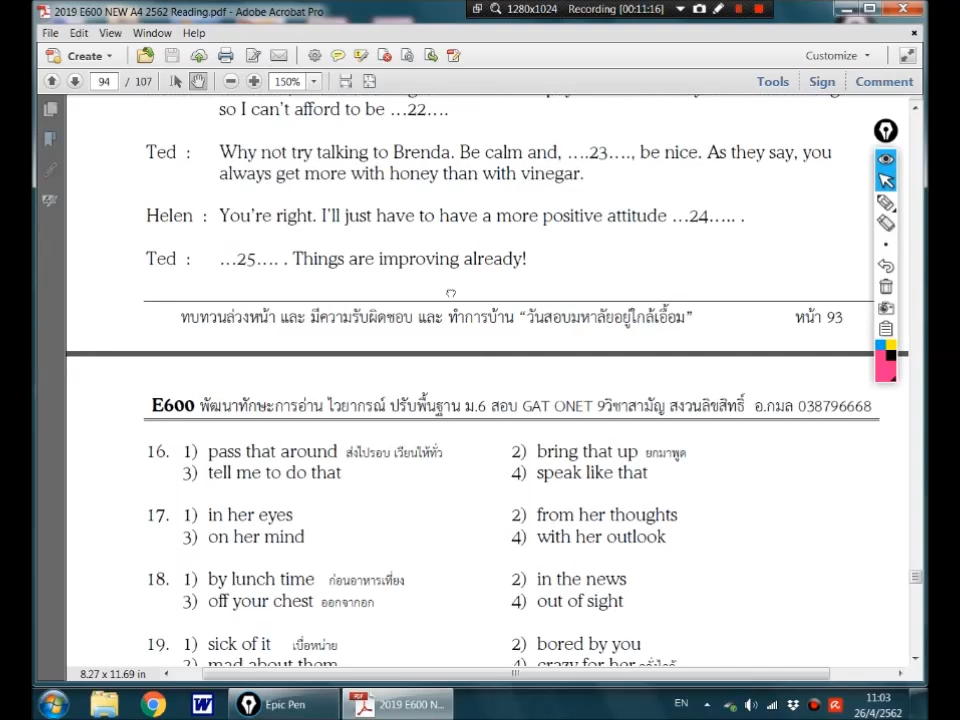 2019 E600 NEW A4 2562 Reading.pdf - Adobe Acrobat Pro
1280x1024 Recording [00:11:16]
File Edit View Window Help
Create Customize
94 / 107 150% Tools Sign Comment
so I can't afford to be …22….
Ted : Why not try talking to Brenda. Be calm and, ….23…., be nice. As they say, you
always get more with honey than with vinegar.
Helen : You're right. I'll just have to have a more positive attitude …24….. .
Ted : …25…. . Things are improving already!
ทบทวนล่วงหน้า และ มีความรับผิดชอบ และ ทำการบ้าน “วันสอบมหาลัยอยู่ใกล้เอื้อม” หน้า 93
E600 พัฒนาทักษะการอ่าน ไวยากรณ์ ปรับพื้นฐาน ม.6 สอบ GAT ONET 9วิชาสามัญ สงวนลิขสิทธิ์ อ.กมล 038796668
16. 1) pass that around ส่งไปรอบ เวียนให้ทั่ว 2) bring that up ยกมาพูด
3) tell me to do that 4) speak like that
17. 1) in her eyes 2) from her thoughts
3) on her mind 4) with her outlook
18. 1) by lunch time ก่อนอาหารเที่ยง 2) in the news
3) off your chest ออกจากอก 4) out of sight
19. 1) sick of it เบื่อหน่าย 2) bored by you
3) mad about them 4) crazy for her
8.27 x 11.69 in
Epic Pen 2019 E600 N... EN 11:03
26/4/2562